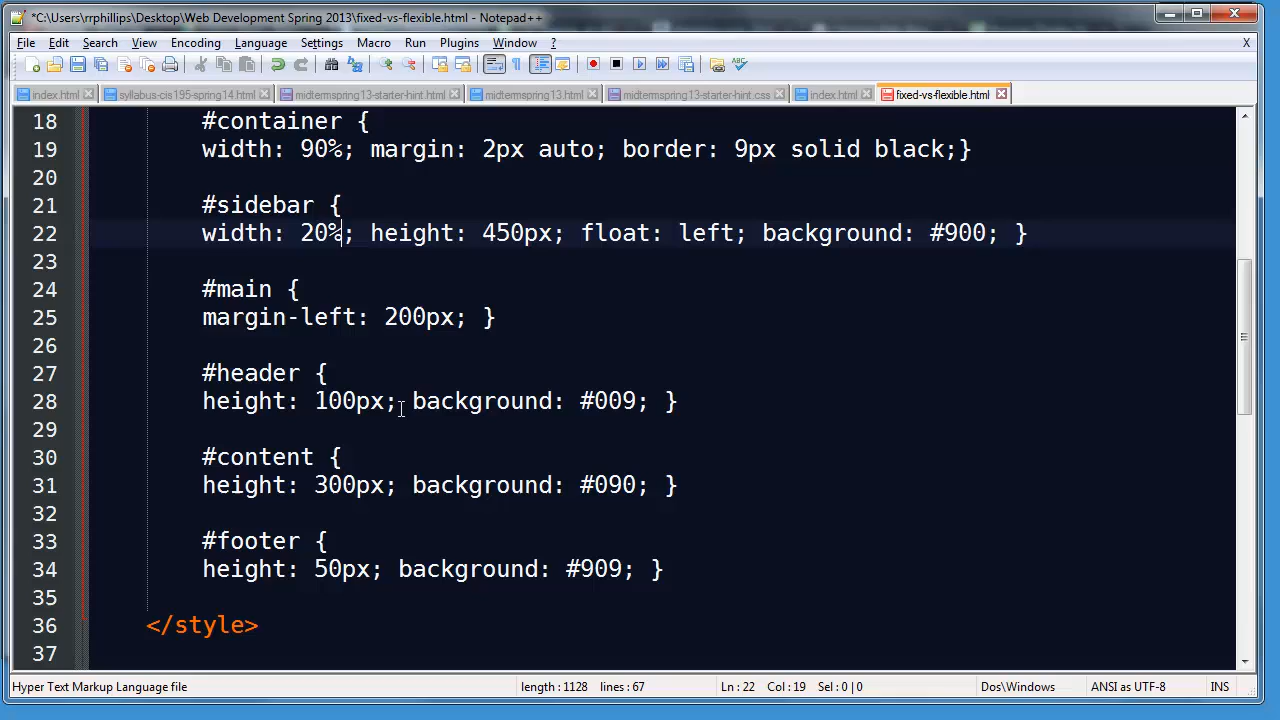 *C:\Users\rrphillips\Desktop\Web Development Spring 2013\fixed-vs-flexible.html - Notepad++
File Edit Search View Encoding Language Settings Macro Run Plugins Window ? X
index.html syllabus-cis195-spring14.html midtermspring13-starter-hint.html midtermspring13.html midtermspring13-starter-hint.css index.html fixed-vs-flexible.html
18 #container {
19 width: 90%; margin: 2px auto; border: 9px solid black;}
20
21 #sidebar {
22 width: 20%; height: 450px; float: left; background: #900; }
23
24 #main {
25 margin-left: 200px; }
26
27 #header {
28 height: 100px; background: #009; }
29
30 #content {
31 height: 300px; background: #090; }
32
33 #footer {
34 height: 50px; background: #909; }
35
36 </style>
37
Hyper Text Markup Language file length : 1128 lines : 67 Ln : 22 Col : 19 Sel : 0 | 0 Dos\Windows ANSI as UTF-8 INS